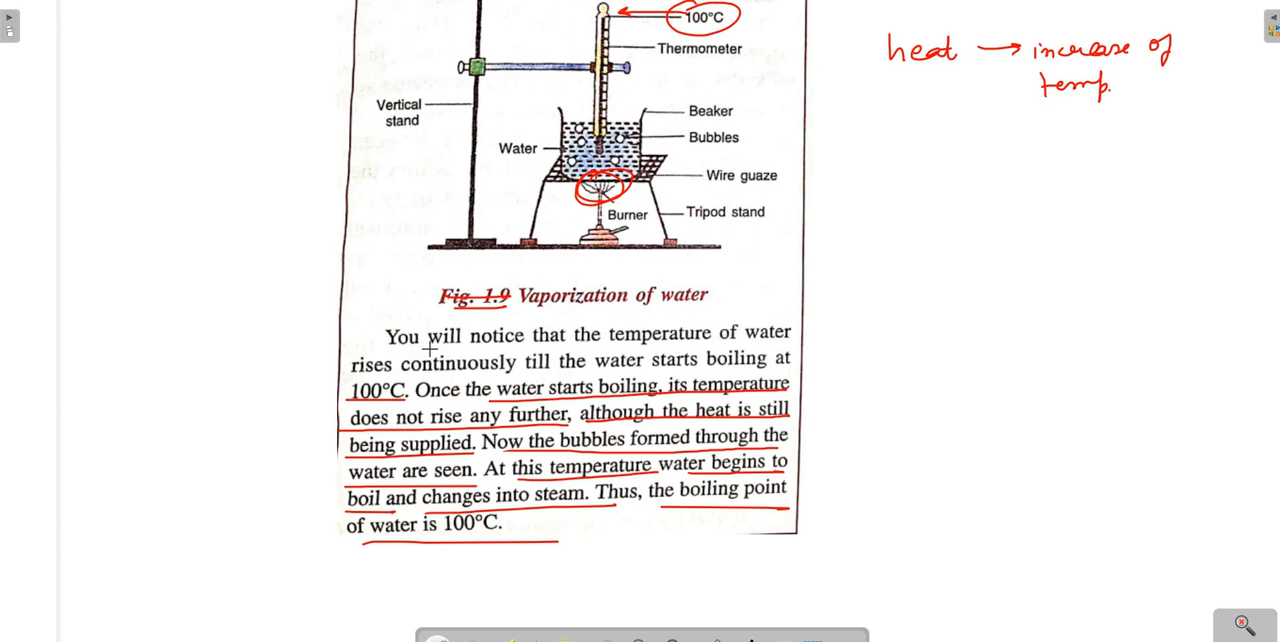 100°C
Thermometer
Vertical
stand
Beaker
Bubbles
Water
Wire guaze
Burner
Tripod stand
Fig. 1.9 Vaporization of water
You will notice that the temperature of water
rises continuously till the water starts boiling at
100°C. Once the water starts boiling, its temperature
does not rise any further, although the heat is still
being supplied. Now the bubbles formed through the
water are seen. At this temperature water begins to
boil and changes into steam. Thus, the boiling point
of water is 100°C.
heat → increase of
temp.